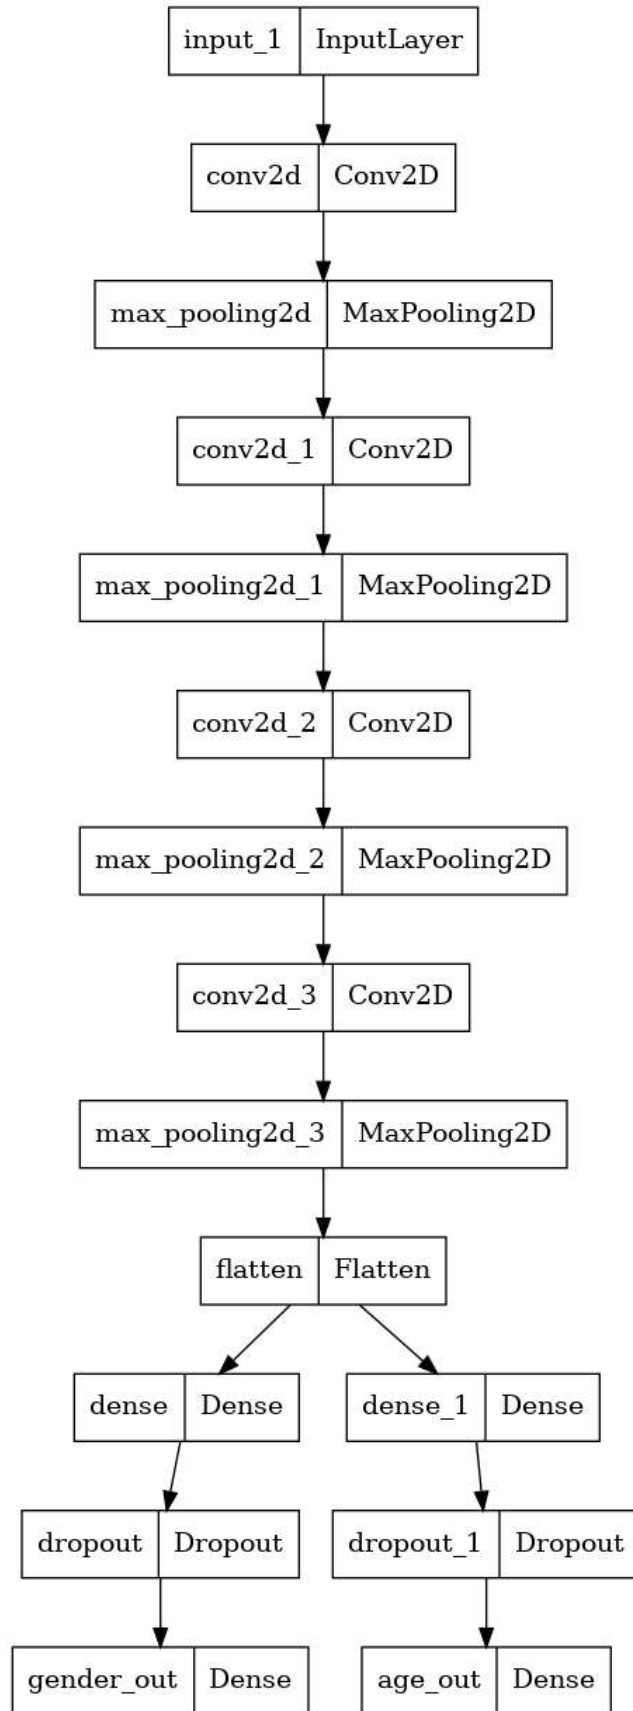 input_1 InputLayer
conv2d Conv2D
max_pooling2d MaxPooling2D
conv2d_1 Conv2D
max_pooling2d_1 MaxPooling2D
conv2d_2 Conv2D
max_pooling2d_2 MaxPooling2D
conv2d_3 Conv2D
max_pooling2d_3 MaxPooling2D
flatten Flatten
dense Dense dense_1 Dense
dropout Dropout dropout_1 Dropout
gender_out Dense age_out Dense